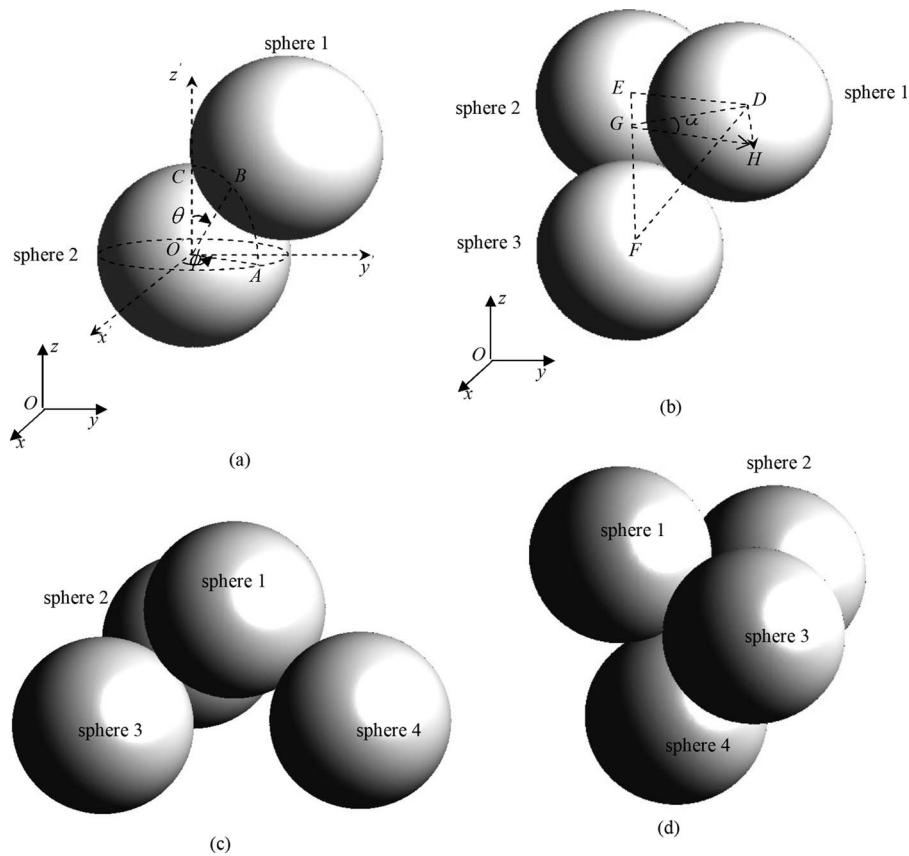 sphere 1
z′
C
B
θ
sphere 2
O
ϕ
A
y′
x′
z
O
y
x
(a)
sphere 2
E
D
sphere 1
G
α
H
sphere 3
F
z
O
y
x
(b)
sphere 2
sphere 1
sphere 3
sphere 4
(c)
sphere 2
sphere 1
sphere 3
sphere 4
(d)